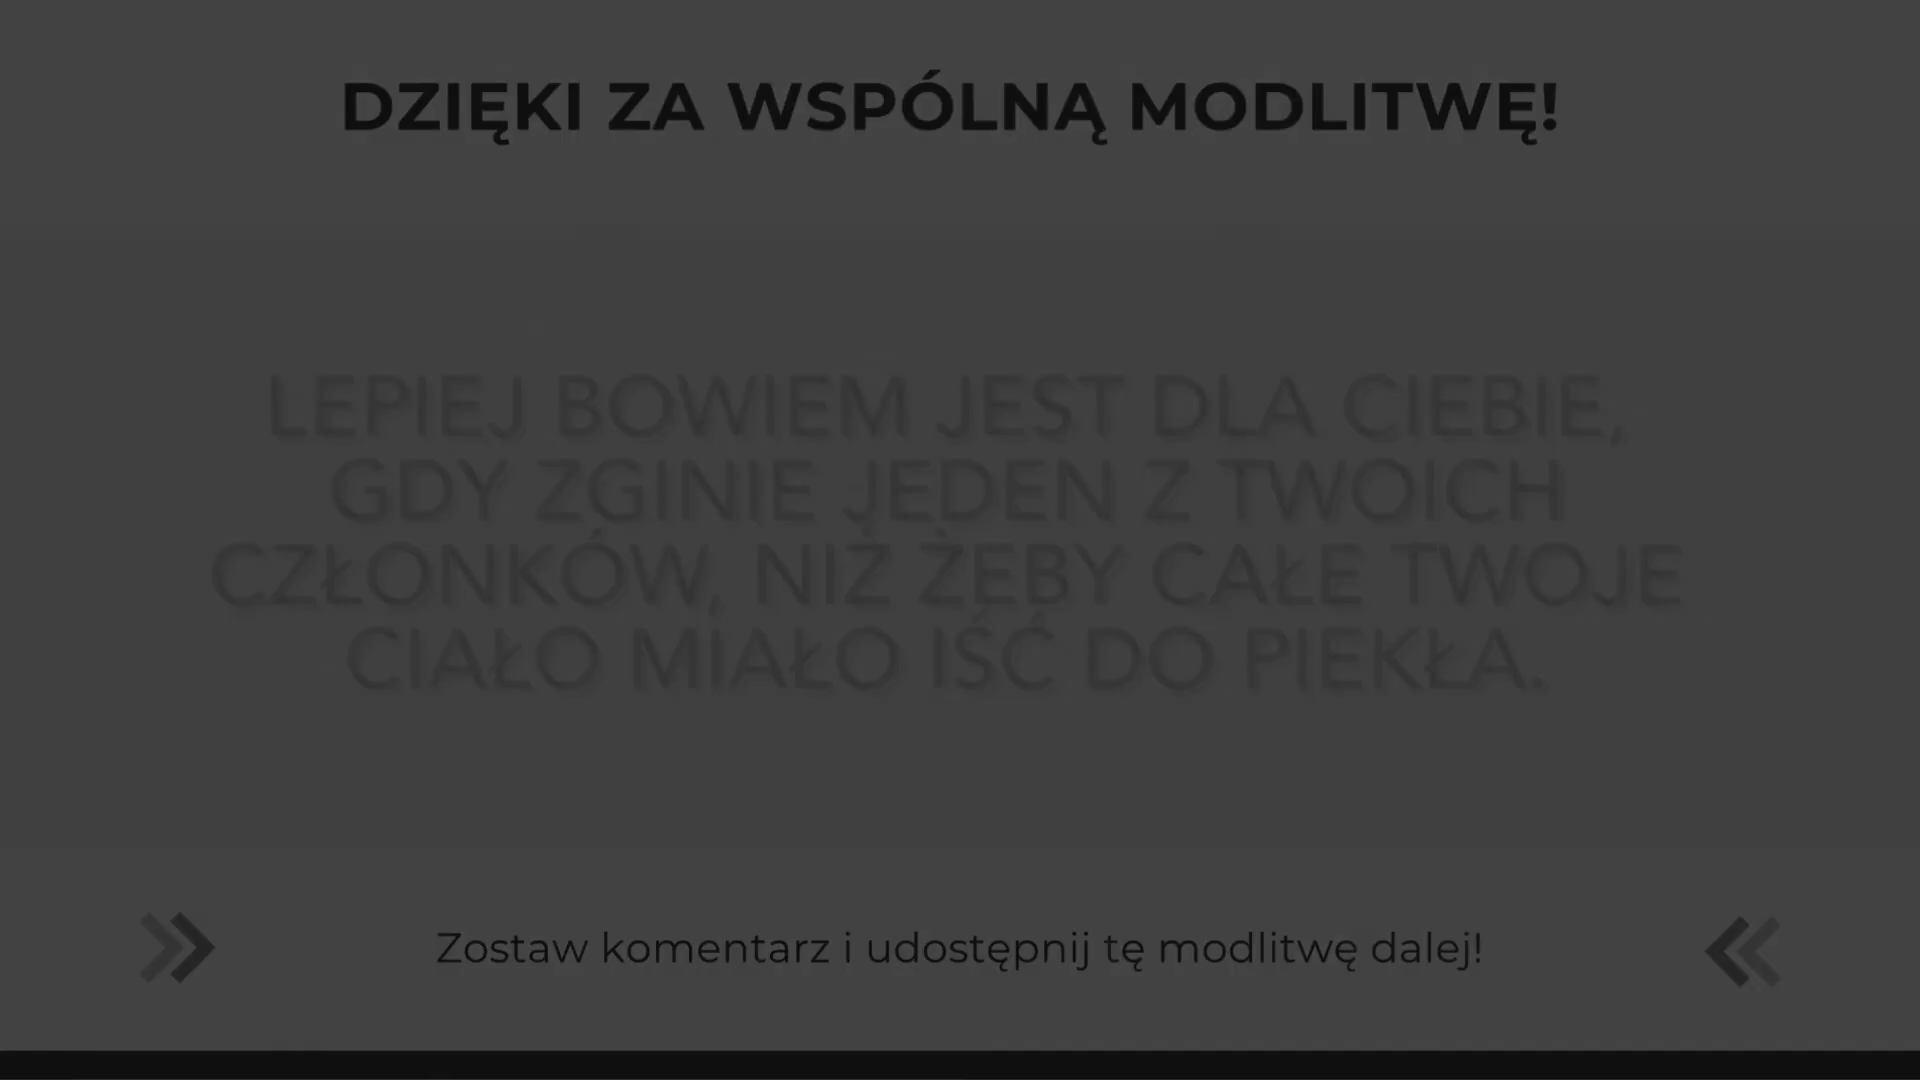 DZIĘKI ZA WSPÓLNĄ MODLITWĘ!
LEPIEJ BOWIEM JEST DLA CIEBIE,
GDY ZGINIE JEDEN Z TWOICH
CZŁONKÓW, NIŻ ŻEBY CAŁE TWOJE
CIAŁO MIAŁO IŚĆ DO PIEKŁA.
Zostaw komentarz i udostępnij tę modlitwę dalej!